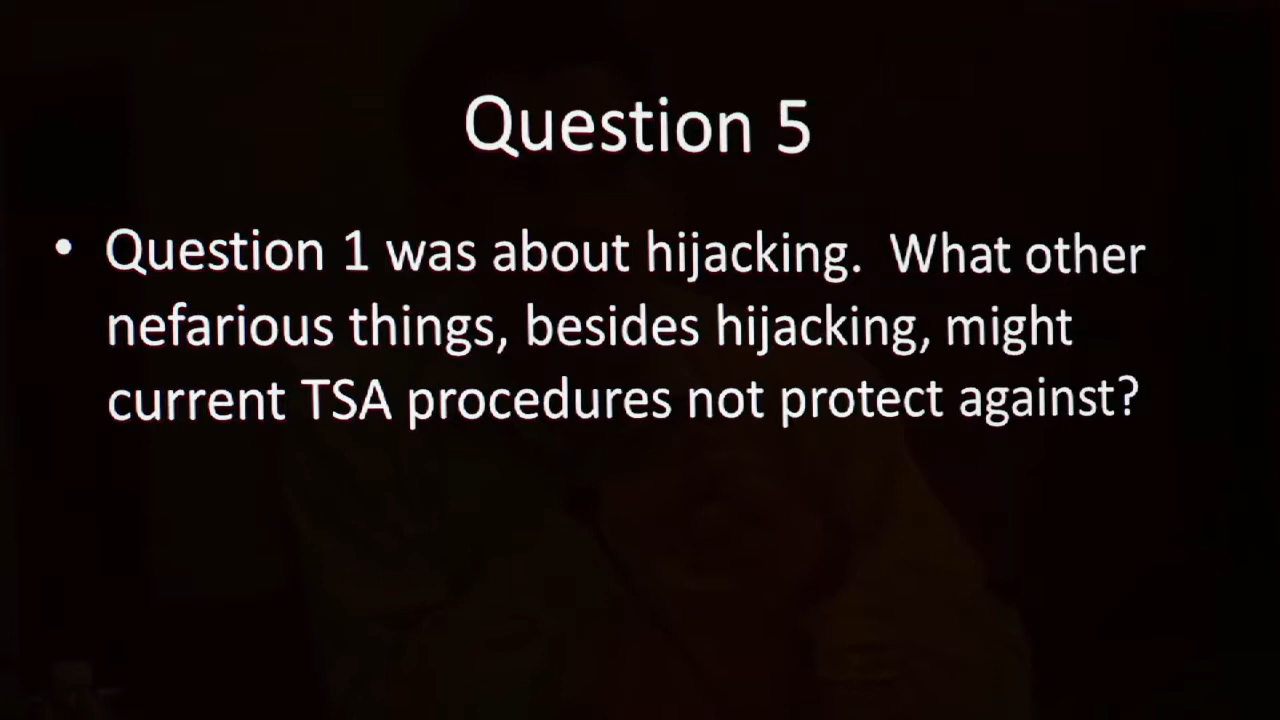 Question 5
• Question 1 was about hijacking.  What other
nefarious things, besides hijacking, might
current TSA procedures not protect against?